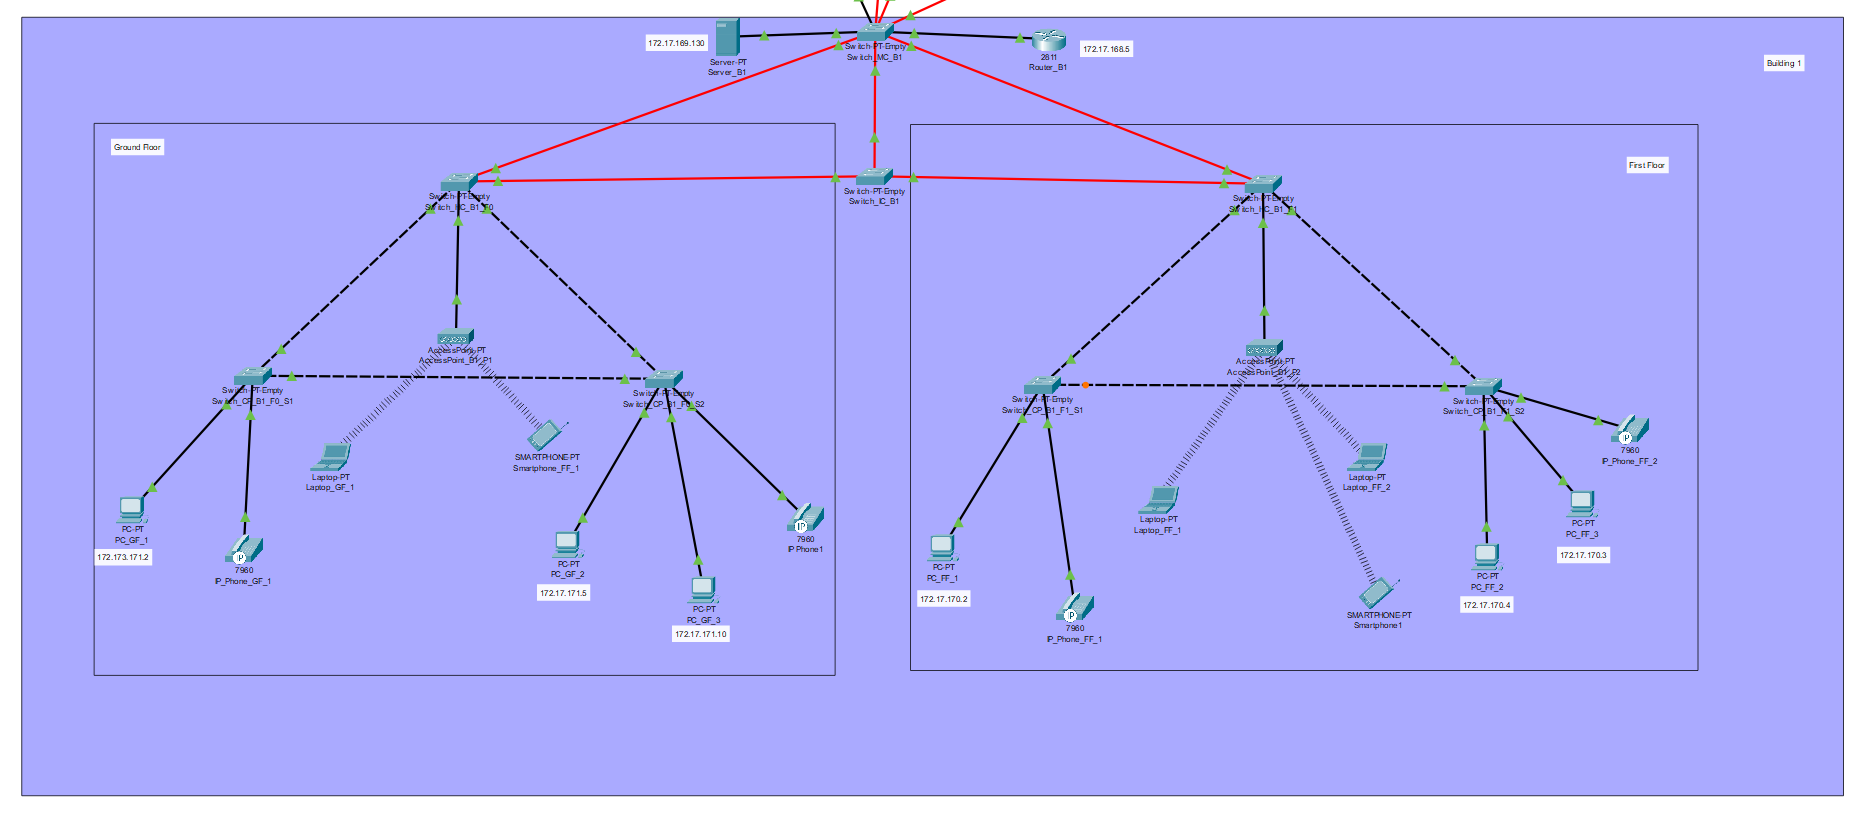 172.17.169.130
Server-PT
Server_B1
Switch-PT-Empty
Switch_MC_B1
2811
Router_B1
172.17.168.5
Building 1
Ground Floor
Switch-PT-Empty
Switch_HC_B1_F0
Switch-PT-Empty
Switch_IC_B1
First Floor
Switch-PT-Empty
Switch_HC_B1_F1
AccessPoint-PT
AccessPoint_B1_P1
Switch-PT-Empty
Switch_CP_B1_F0_S1
Switch-PT-Empty
Switch_CP_B1_F0_S2
Laptop-PT
Laptop_GF_1
SMARTPHONE-PT
Smartphone_FF_1
PC-PT
PC_GF_1
172.173.171.2
IP
7960
IP_Phone_GF_1
PC-PT
PC_GF_2
172.17.171.5
PC-PT
PC_GF_3
172.17.171.10
IP
7960
IP Phone1
AccessPoint-PT
AccessPoint_B1_P2
Switch-PT-Empty
Switch_CP_B1_F1_S1
Switch-PT-Empty
Switch_CP_B1_F1_S2
Laptop-PT
Laptop_FF_1
Laptop-PT
Laptop_FF_2
IP
7960
IP_Phone_FF_2
PC-PT
PC_FF_3
172.17.170.3
PC-PT
PC_FF_1
172.17.170.2
PC-PT
PC_FF_2
172.17.170.4
IP
7960
IP_Phone_FF_1
SMARTPHONE-PT
Smartphone1